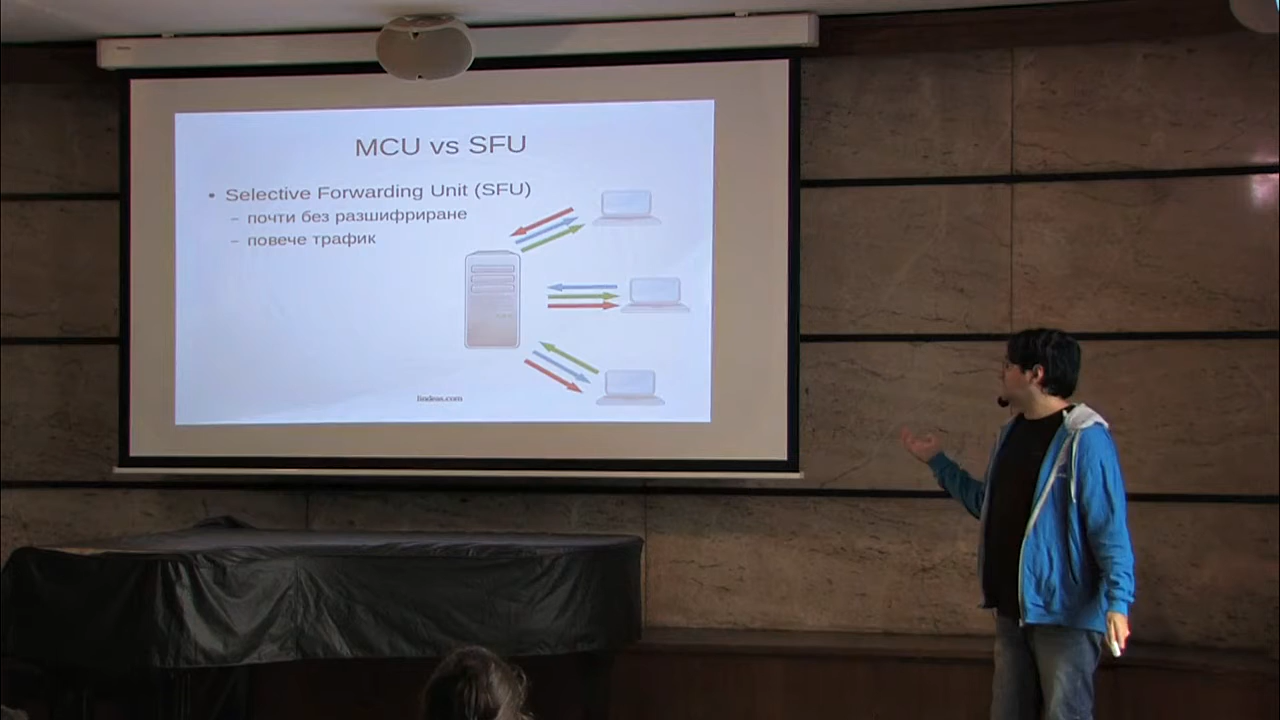 MCU vs SFU
• Selective Forwarding Unit (SFU)
– почти без разшифриране
– повече трафик